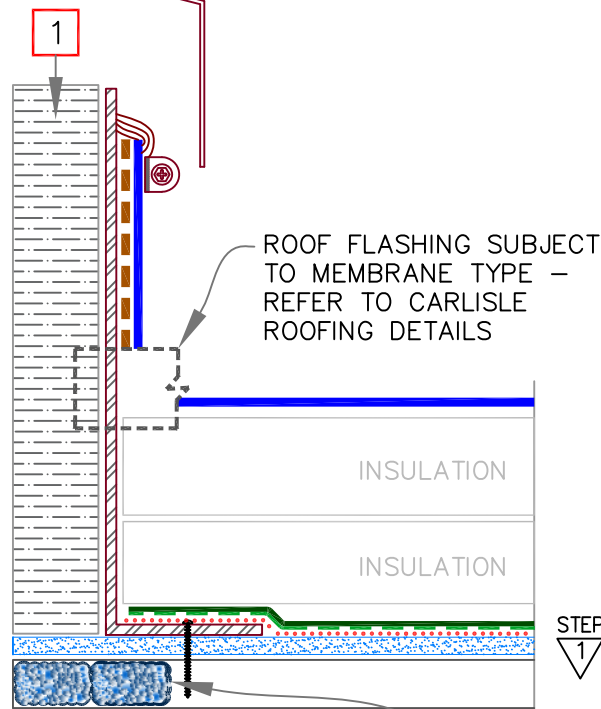 1
ROOF FLASHING SUBJECT
TO MEMBRANE TYPE –
REFER TO CARLISLE
ROOFING DETAILS
INSULATION
INSULATION
STEP
1